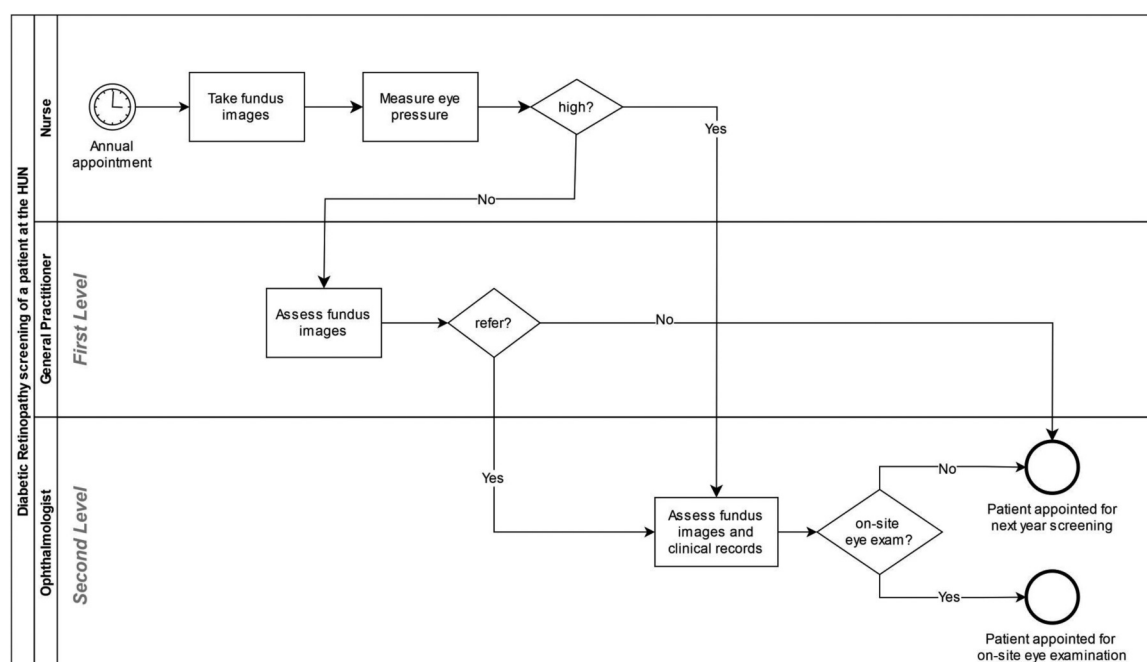 Diabetic Retinopathy screening of a patient at the HUN
Nurse
Annual
appointment
Take fundus
images
Measure eye
pressure
high?
Yes
No
General Practitioner
First Level
Assess fundus
images
refer?
No
Yes
Ophthalmologist
Second Level
Assess fundus
images and
clinical records
on-site
eye exam?
No
Patient appointed for
next year screening
Yes
Patient appointed for
on-site eye examination